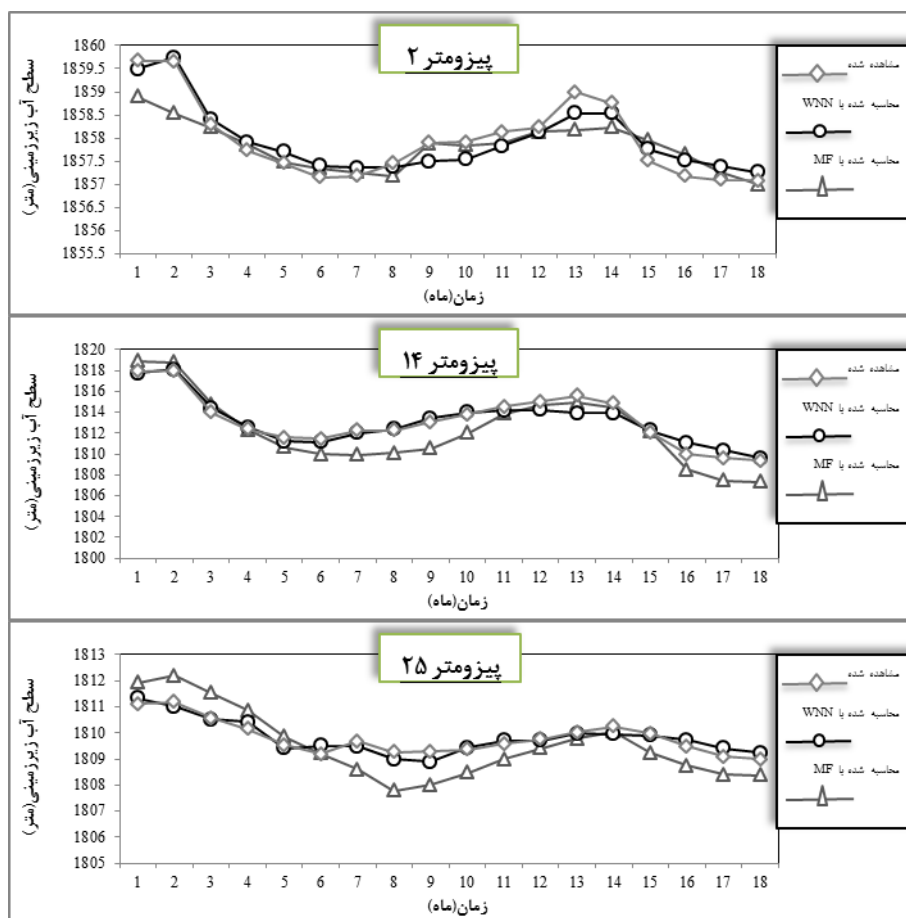 پیزومتر ۲
سطح آب زیرزمینی(متر)
1860
1859.5
1859
1858.5
1858
1857.5
1857
1856.5
1856
1855.5
1 2 3 4 5 6 7 8 9 10 11 12 13 14 15 16 17 18
زمان(ماه)
مشاهده شده
محاسبه شده با WNN
محاسبه شده با MF
پیزومتر ۱۴
سطح آب زیرزمینی(متر)
1820
1818
1816
1814
1812
1810
1808
1806
1804
1802
1800
1 2 3 4 5 6 7 8 9 10 11 12 13 14 15 16 17 18
زمان(ماه)
مشاهده شده
محاسبه شده با WNN
محاسبه شده با MF
پیزومتر ۲۵
سطح آب زیرزمینی(متر)
1813
1812
1811
1810
1809
1808
1807
1806
1805
1 2 3 4 5 6 7 8 9 10 11 12 13 14 15 16 17 18
زمان(ماه)
مشاهده شده
محاسبه شده با WNN
محاسبه شده با MF